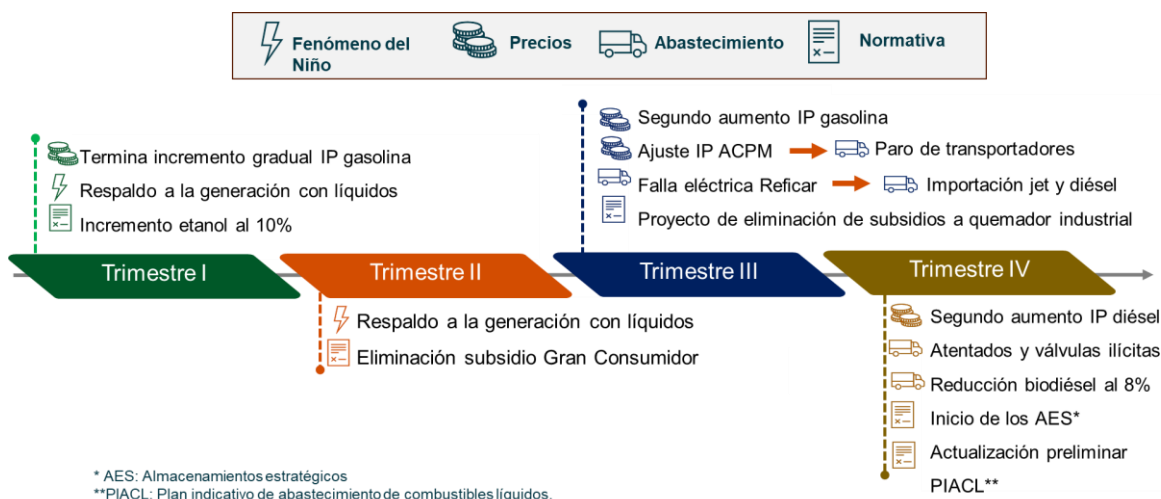 Fenómeno del
Niño
Precios
Abastecimiento
Normativa
Termina incremento gradual IP gasolina
Respaldo a la generación con líquidos
Incremento etanol al 10%
Segundo aumento IP gasolina
Ajuste IP ACPM
Paro de transportadores
Falla eléctrica Reficar
Importación jet y diésel
Proyecto de eliminación de subsidios a quemador industrial
Trimestre I
Trimestre II
Trimestre III
Trimestre IV
Respaldo a la generación con líquidos
Eliminación subsidio Gran Consumidor
Segundo aumento IP diésel
Atentados y válvulas ilícitas
Reducción biodiésel al 8%
Inicio de los AES*
Actualización preliminar
PIACL**
* AES: Almacenamientos estratégicos
**PIACL: Plan indicativo de abastecimiento de combustibles líquidos.